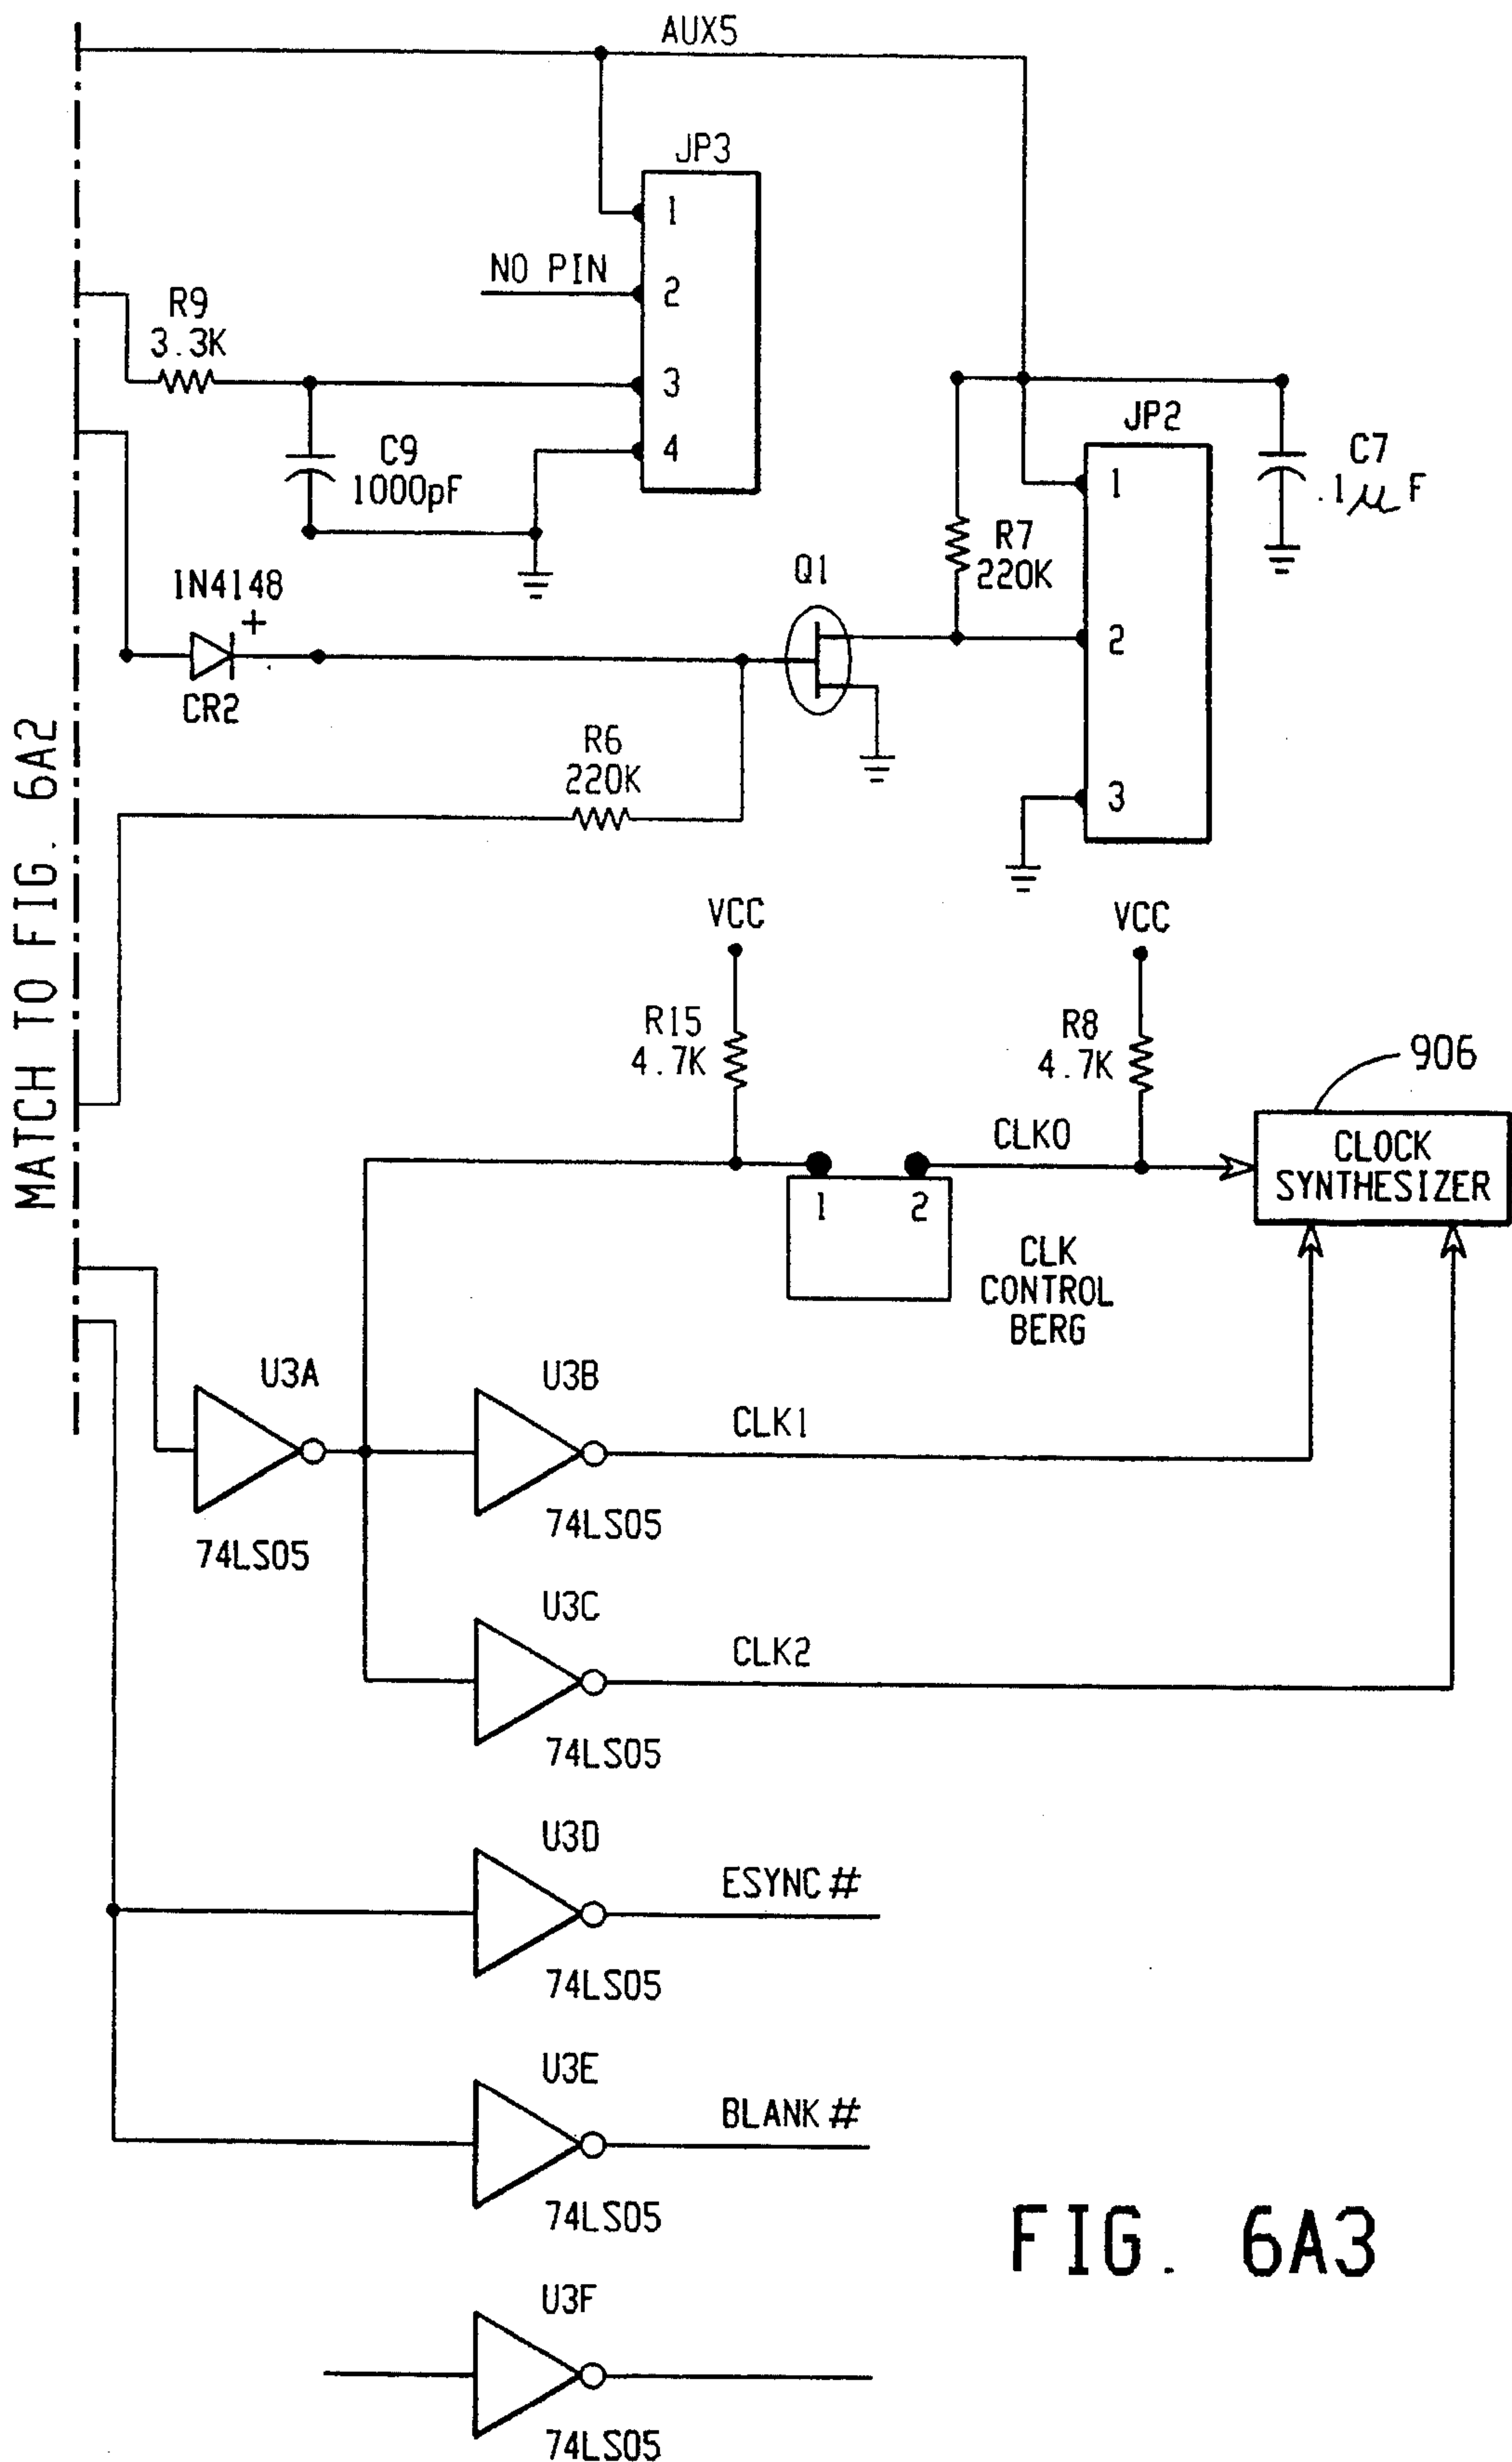 AUX5
JP3
1
NO PIN
2
R9
3.3K
3
4
C9
1000pF
JP2
1
C7
.1μF
R7
220K
2
3
1N4148
+
CR2
Q1
R6
220K
MATCH TO FIG. 6A2
VCC
VCC
R15
4.7K
R8
4.7K
906
CLK0
CLOCK
SYNTHESIZER
1 2
CLK
CONTROL
BERG
U3A
74LS05
U3B
CLK1
74LS05
U3C
CLK2
74LS05
U3D
ESYNC#
74LS05
U3E
BLANK#
74LS05
U3F
74LS05
FIG. 6A3